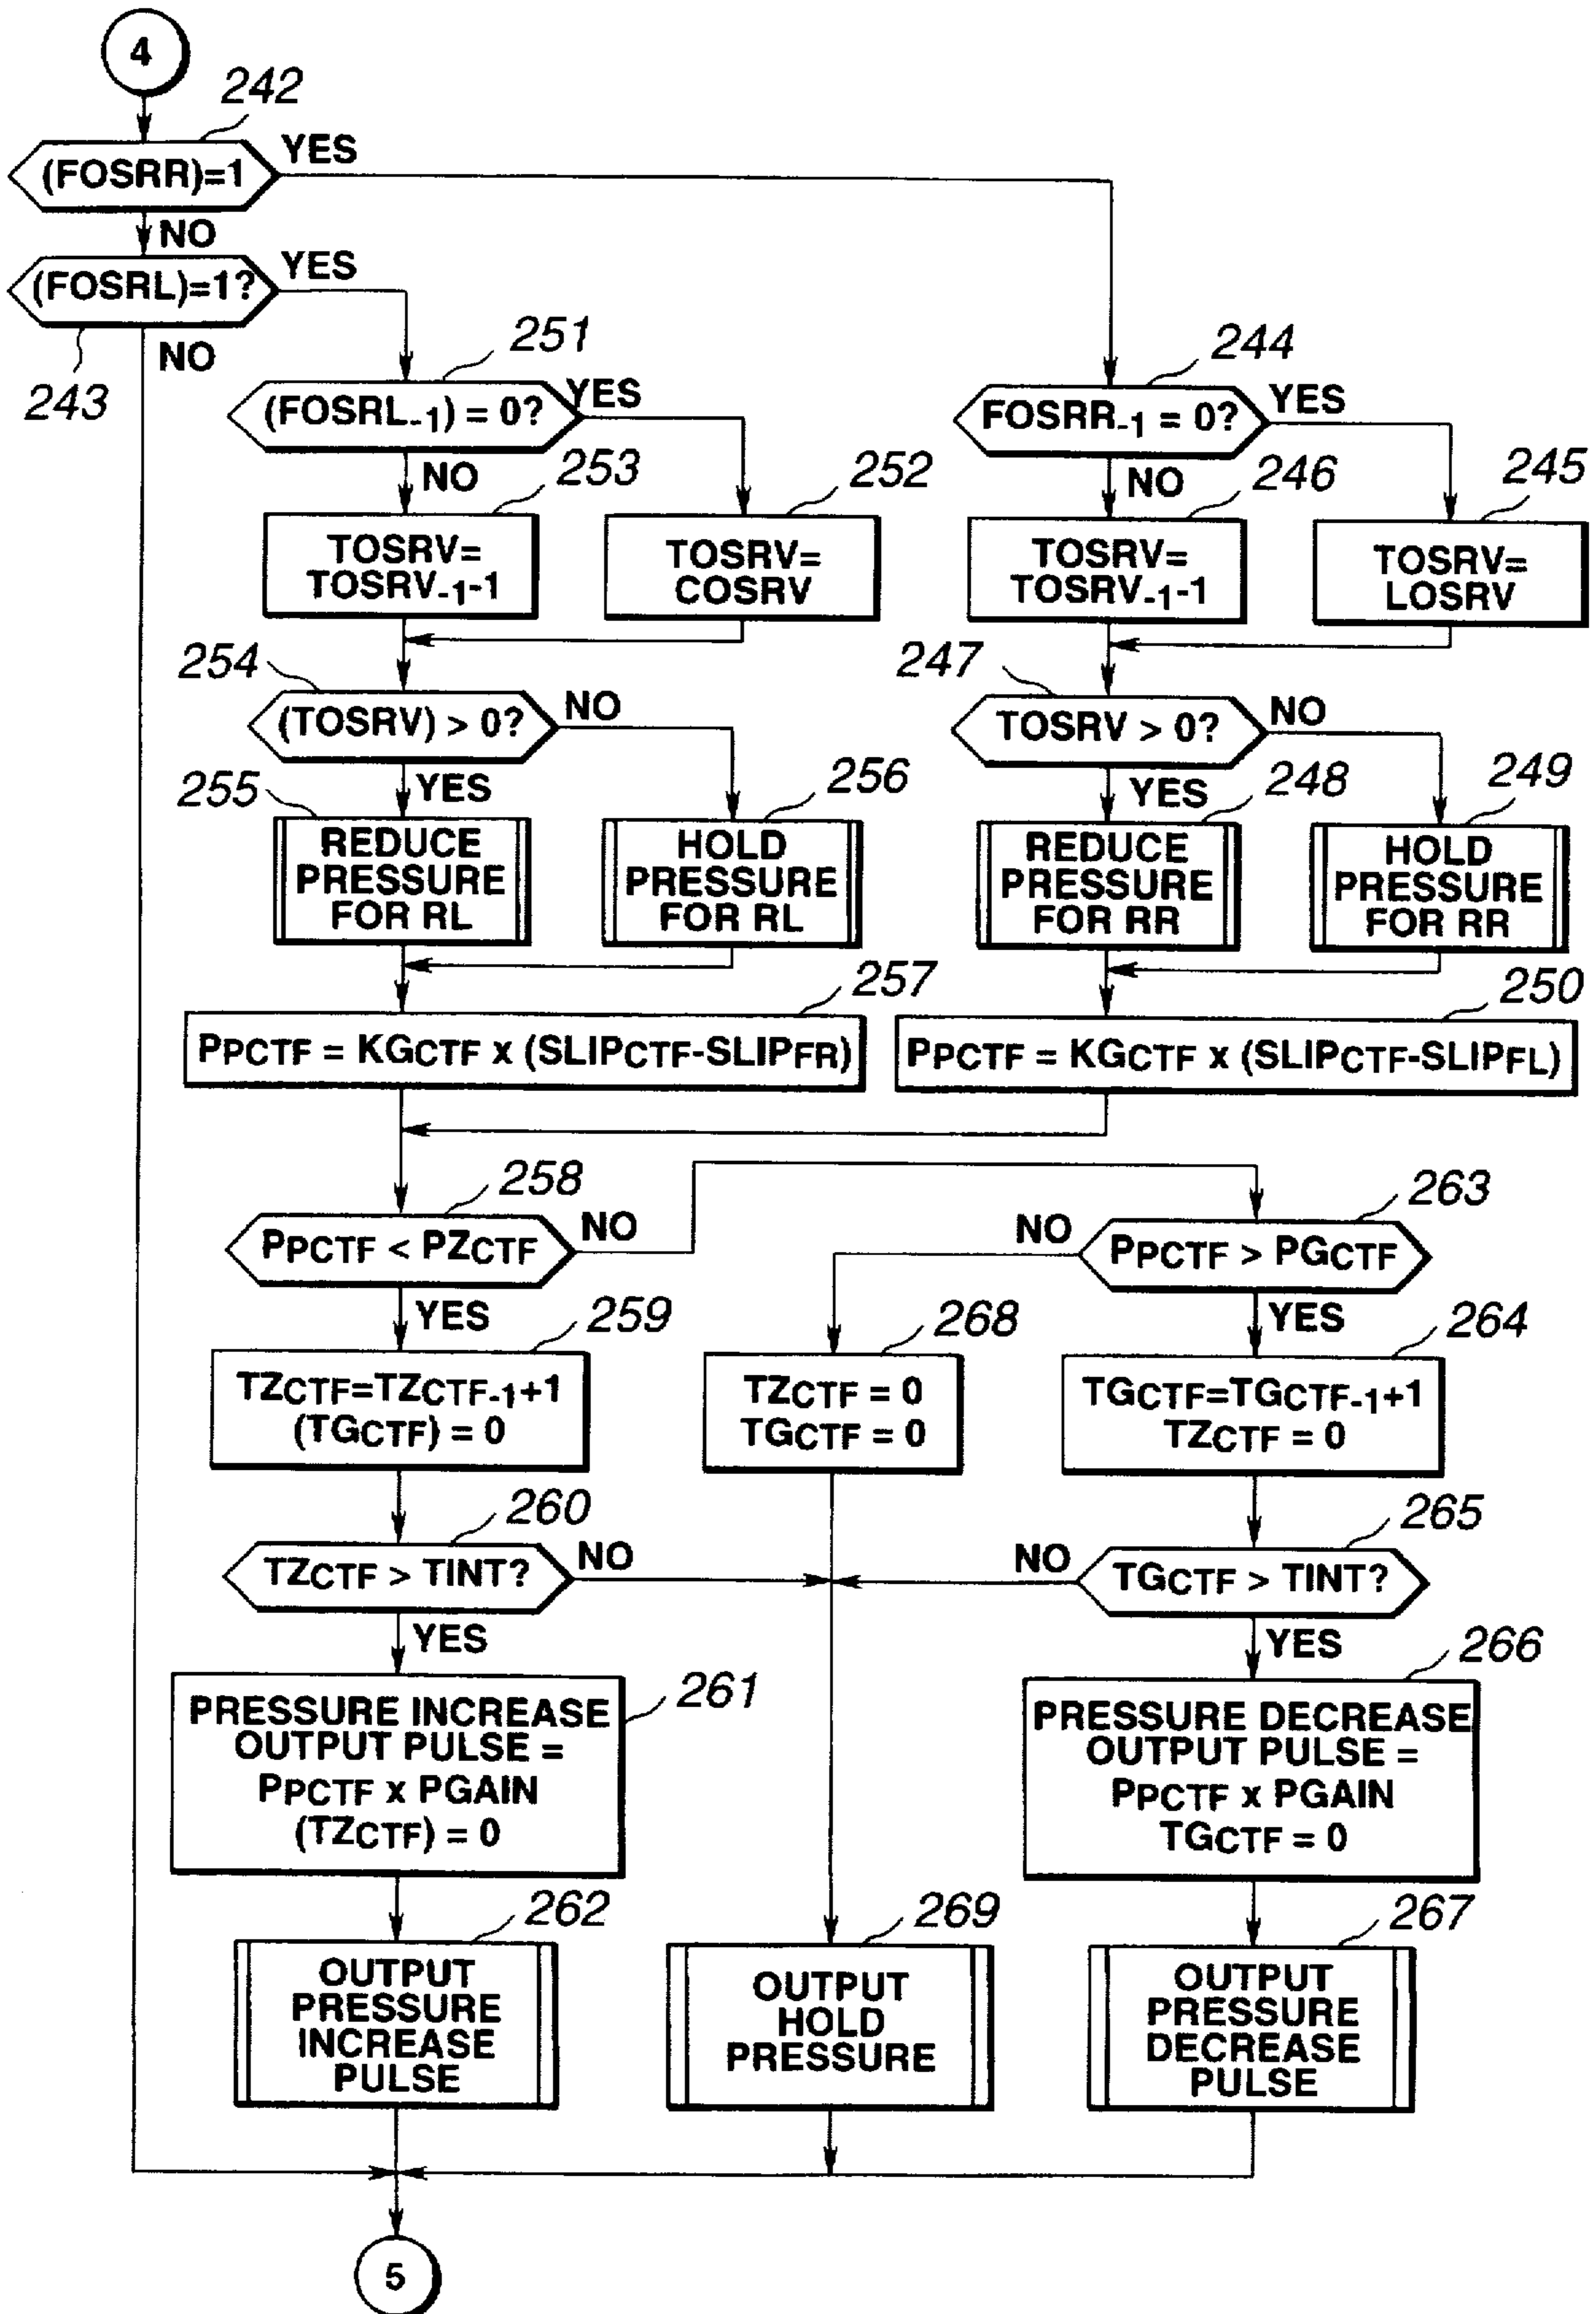 4
242
(FOSRR)=1
YES
NO
(FOSRL)=1?
YES
243
NO
251
(FOSRL-1) = 0?
YES
244
FOSRR-1 = 0?
YES
NO
253
252
NO
246
245
TOSRV=
TOSRV-1-1
TOSRV=
COSRV
TOSRV=
TOSRV-1-1
TOSRV=
LOSRV
254
(TOSRV) > 0?
NO
247
TOSRV > 0?
NO
255
YES
256
YES
248
249
REDUCE
PRESSURE
FOR RL
HOLD
PRESSURE
FOR RL
REDUCE
PRESSURE
FOR RR
HOLD
PRESSURE
FOR RR
257
250
PPCTF = KGCTF x (SLIPCTF-SLIPFR)
PPCTF = KGCTF x (SLIPCTF-SLIPFL)
258
PPCTF < PZCTF
NO
263
NO
PPCTF > PGCTF
YES
259
268
YES
264
TZCTF=TZCTF-1+1
(TGCTF) = 0
TZCTF = 0
TGCTF = 0
TGCTF=TGCTF-1+1
TZCTF = 0
260
TZCTF > TINT?
NO
265
NO
TGCTF > TINT?
YES
261
YES
266
PRESSURE INCREASE
OUTPUT PULSE =
PPCTF x PGAIN
(TZCTF) = 0
PRESSURE DECREASE
OUTPUT PULSE =
PPCTF x PGAIN
TGCTF = 0
262
269
267
OUTPUT
PRESSURE
INCREASE
PULSE
OUTPUT
HOLD
PRESSURE
OUTPUT
PRESSURE
DECREASE
PULSE
5